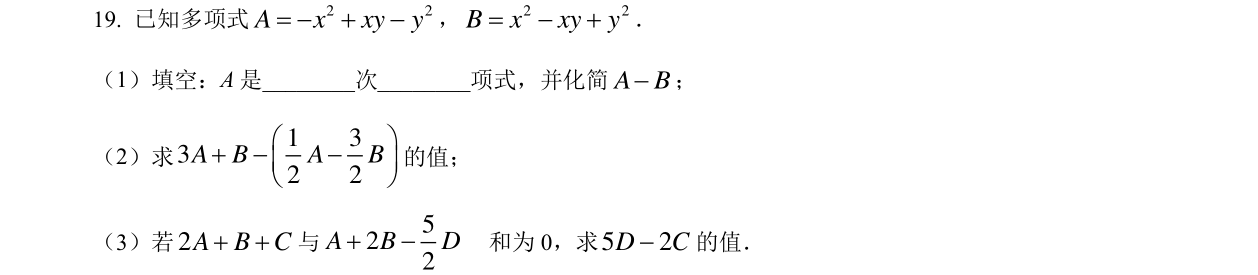 19. 已知多项式 A = −x² + xy − y²，B = x² − xy + y².
（1）填空：A 是________次________项式，并化简 A − B；
（2）求 3A + B − (1/2 A − 3/2 B) 的值；
（3）若 2A + B + C 与 A + 2B − 5/2 D 和为 0，求 5D − 2C 的值.